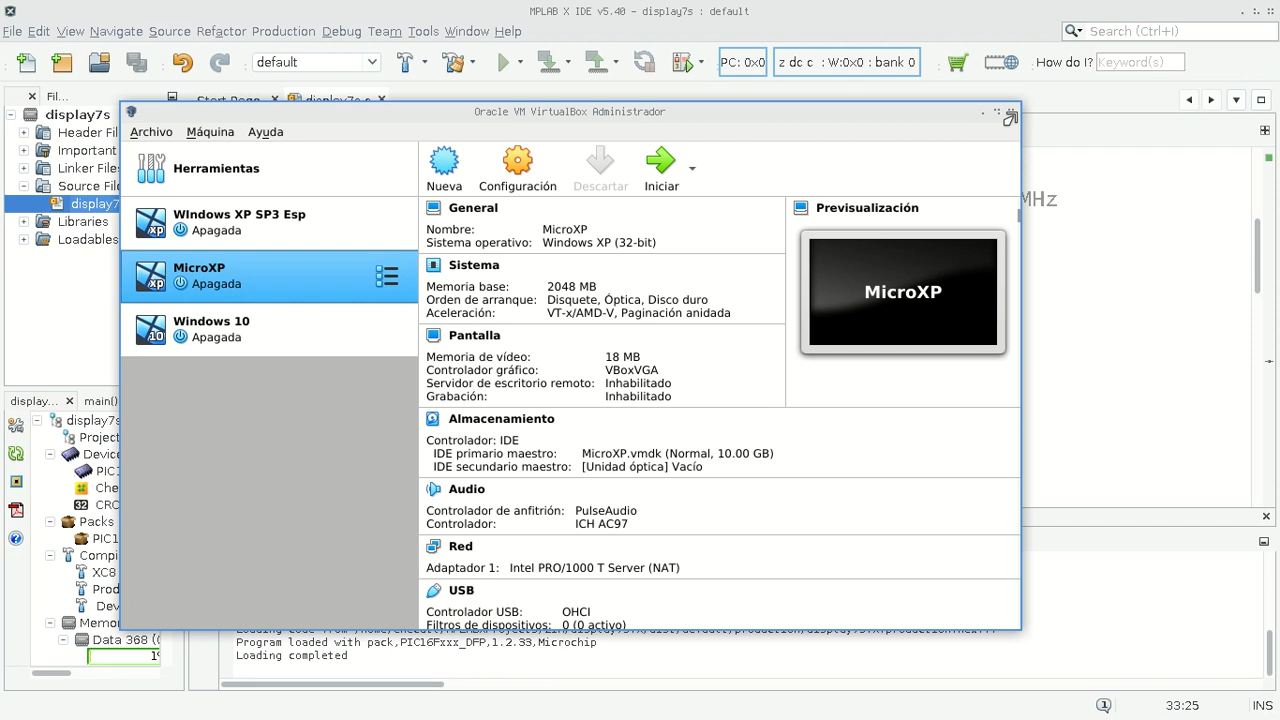 MPLAB X IDE v5.40 - display7s : default
File Edit View Navigate Source Refactor Production Debug Team Tools Window Help
Search (Ctrl+I)
default
PC: 0x0
z dc c : W:0x0 : bank 0
How do I?
Keyword(s)
Fil...
Start Page
display7s
Header Fil
Important
Linker Files
Source Fil
display7
Libraries
Loadables
MHz
Oracle VM VirtualBox Administrador
Archivo Máquina Ayuda
Herramientas
Nueva
Configuración
Descartar
Iniciar
WIndows XP SP3 Esp
Apagada
MicroXP
Apagada
Windows 10
Apagada
General
Nombre: MicroXP
Sistema operativo: Windows XP (32-bit)
Sistema
Memoria base: 2048 MB
Orden de arranque: Disquete, Óptica, Disco duro
Aceleración: VT-x/AMD-V, Paginación anidada
Pantalla
Memoria de vídeo: 18 MB
Controlador gráfico: VBoxVGA
Servidor de escritorio remoto: Inhabilitado
Grabación: Inhabilitado
Previsualización
MicroXP
Almacenamiento
Controlador: IDE
IDE primario maestro: MicroXP.vmdk (Normal, 10.00 GB)
IDE secundario maestro: [Unidad óptica] Vacío
Audio
Controlador de anfitrión: PulseAudio
Controlador: ICH AC97
Red
Adaptador 1: Intel PRO/1000 T Server (NAT)
USB
Controlador USB: OHCI
Filtros de dispositivos: 0 (0 activo)
display...
main()
display7s
Project
Device
PIC1
Che
CRC
Packs
PIC1
Compi
XC8
Prod
Dev
Memo
Data 368 (
Program loaded with pack,PIC16Fxxx_DFP,1.2.33,Microchip
Loading completed
33:25
INS